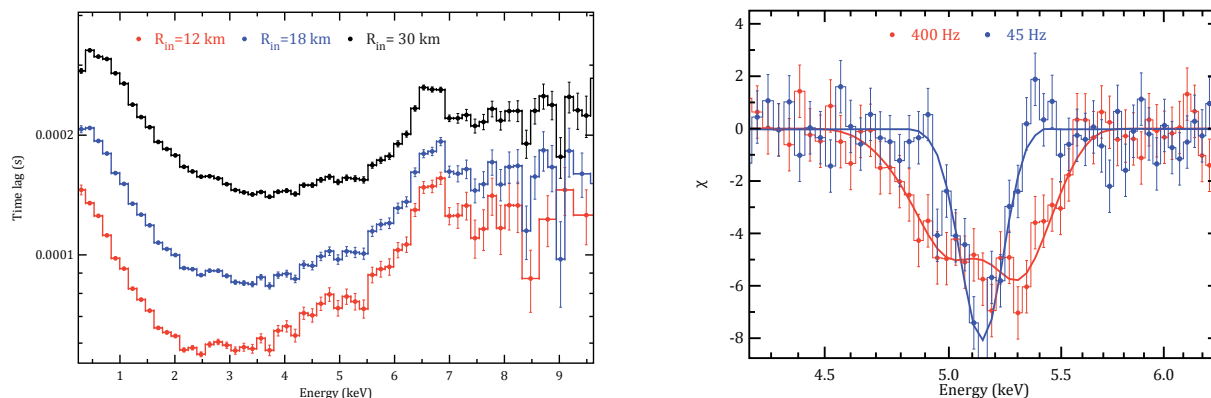 R_in=12 km R_in=18 km R_in= 30 km
Time lag (s)
0.0002
0.0001
1 2 3 4 5 6 7 8 9
Energy (keV)
400 Hz 45 Hz
χ
4
2
0
-2
-4
-6
-8
4.5 5.0 5.5 6.0
Energy (keV)